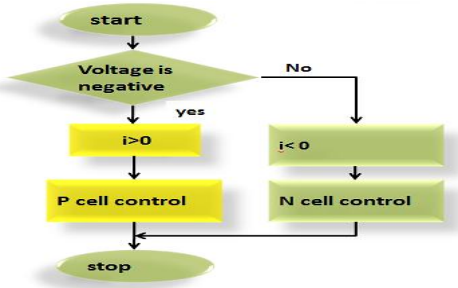 start
Voltage is
negative
No
yes
i>0
i< 0
P cell control
N cell control
stop